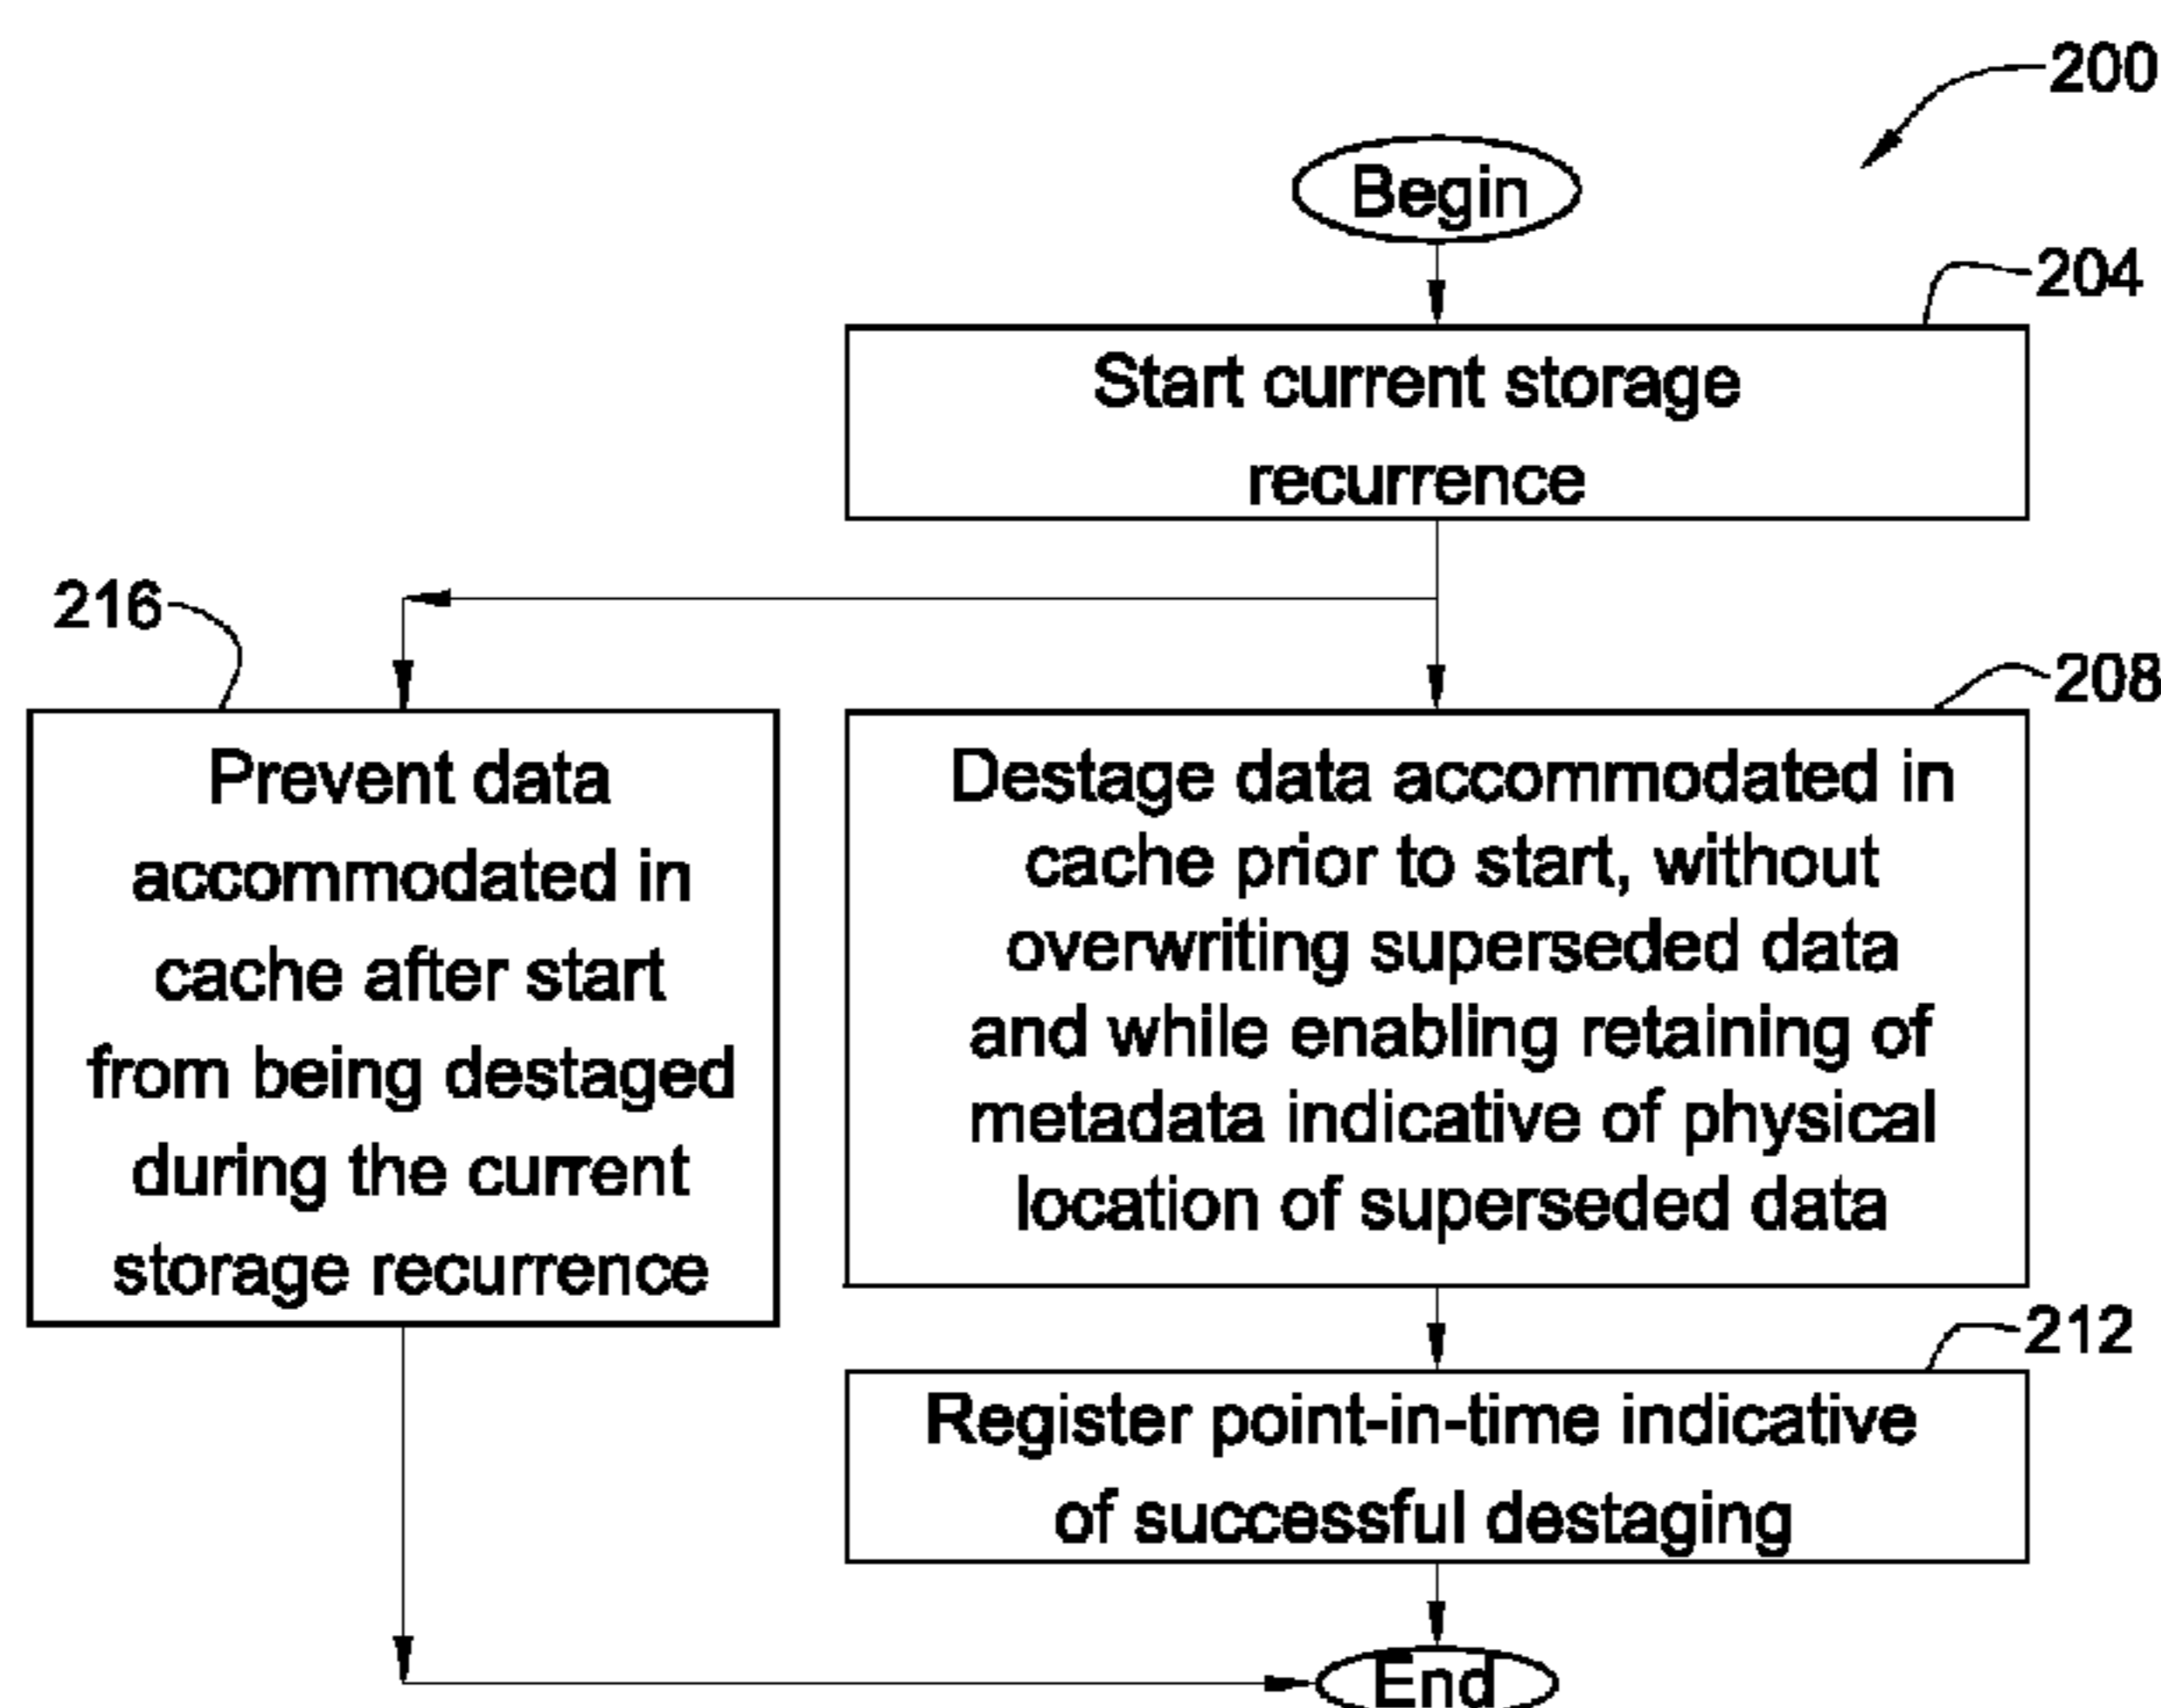 200
Begin
204
Start current storage
recurrence
216
208
Prevent data
accommodated in
cache after start
from being destaged
during the current
storage recurrence
Destage data accommodated in
cache prior to start, without
overwriting superseded data
and while enabling retaining of
metadata indicative of physical
location of superseded data
212
Register point-in-time indicative
of successful destaging
End